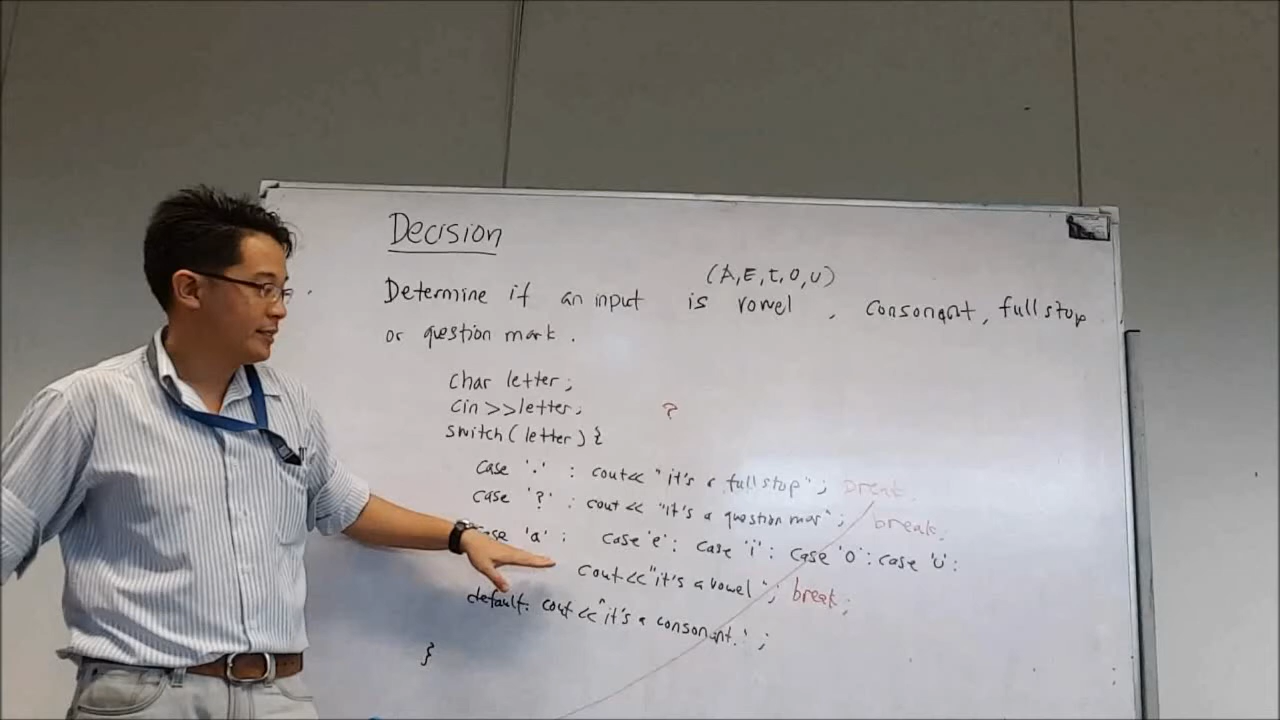 Decision
(A,E,I,O,U)
Determine if an input is vowel , consonant, full stop
or question mark .
char letter ;
cin >>letter;
?
switch( letter ) {
case '.' : cout<< "it's a full stop" ; break;
case '?' : cout << "it's a question mar" ; break;
case 'a' : case 'e' : case 'i' : case 'o' : case 'u' :
cout <<"it's a vowel" ; break ;
default: cout <<"it's a consonant." ;
}